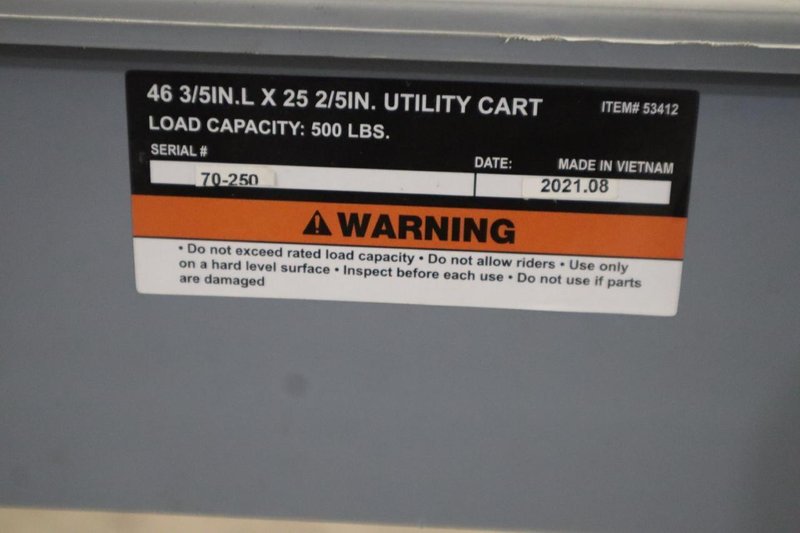 46 3/5IN.L X 25 2/5IN. UTILITY CART ITEM# 53412
LOAD CAPACITY: 500 LBS.
SERIAL # DATE: MADE IN VIETNAM
70-250 2021.08
WARNING
• Do not exceed rated load capacity • Do not allow riders • Use only
on a hard level surface • Inspect before each use • Do not use if parts
are damaged